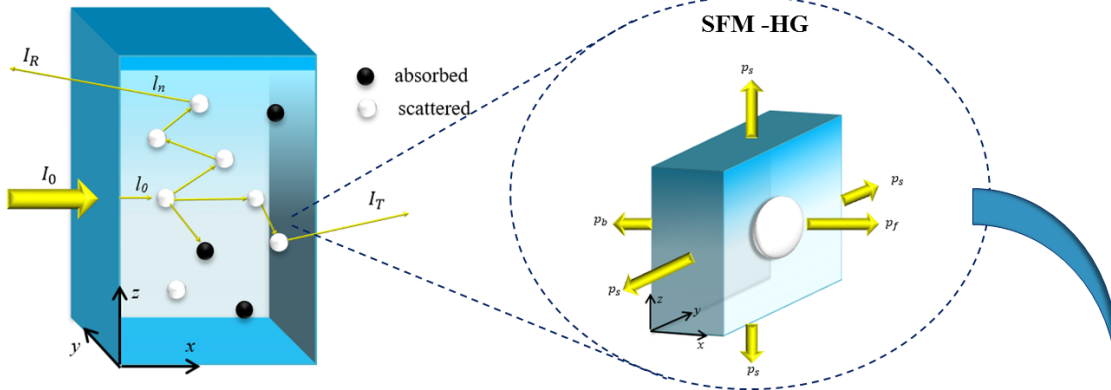 SFM -HG
I_R
l_n
absorbed
scattered
I_0
l_0
I_T
z
y
x
p_s
p_s
p_b
p_f
p_s
z
y
x
p_s